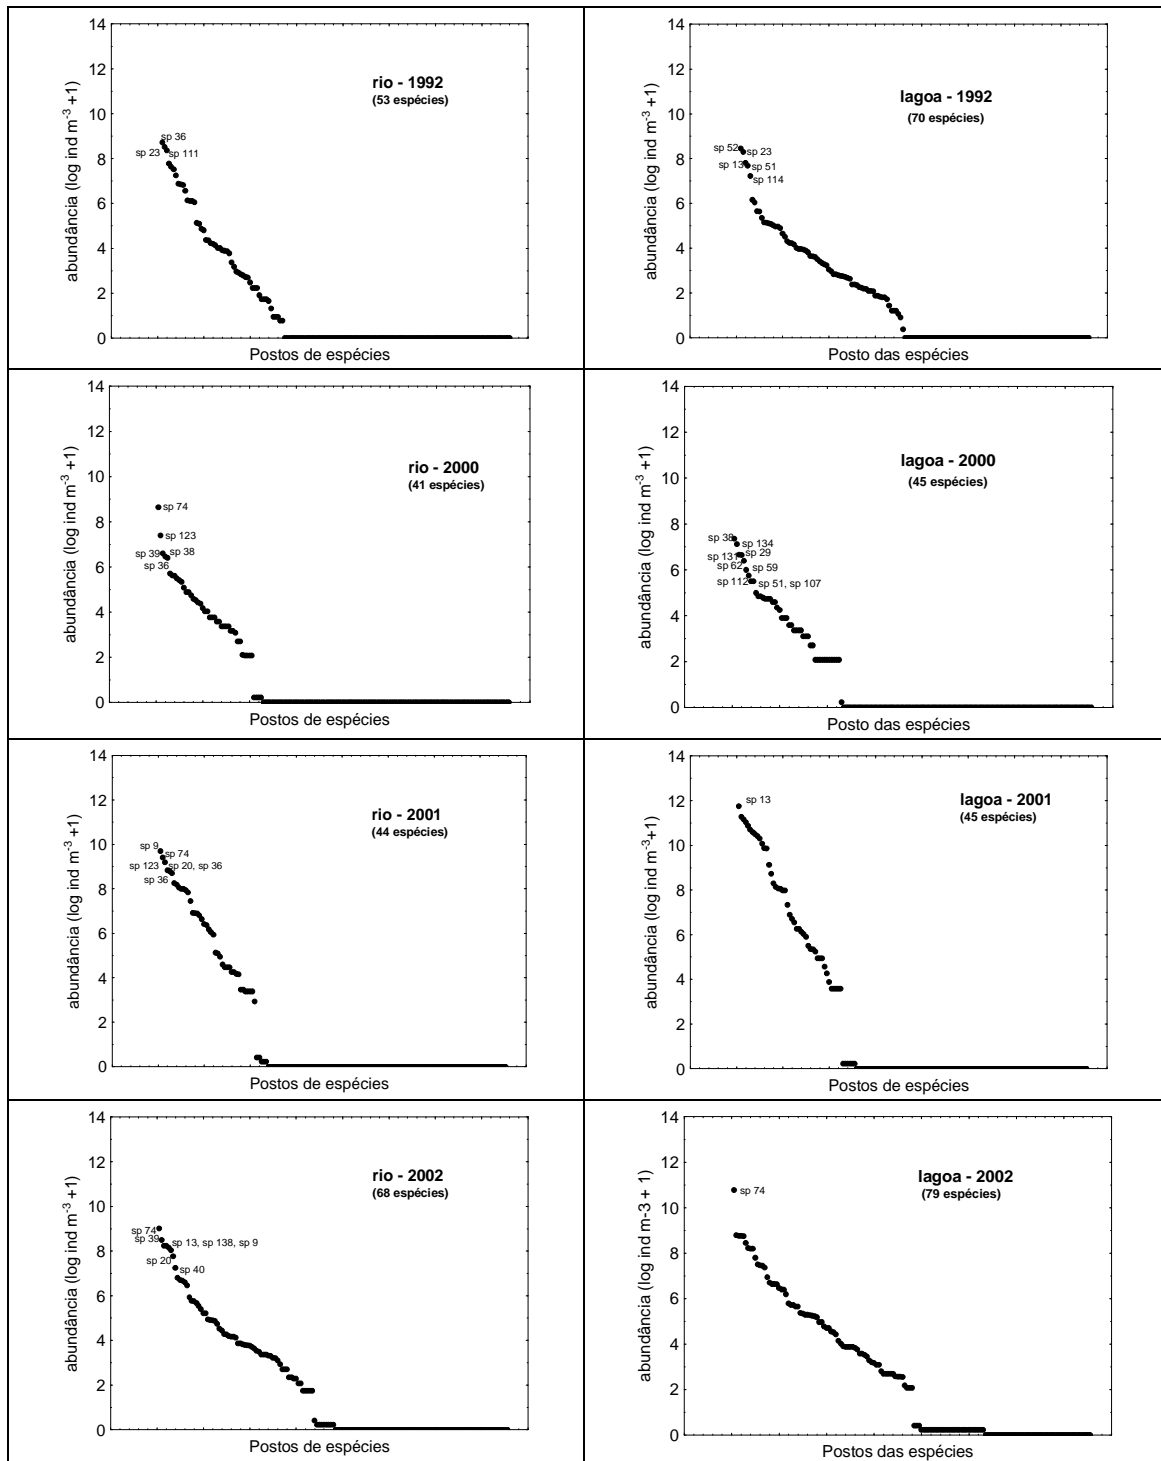 abundância (log ind m⁻³ +1)
14
12
10
8
6
4
2
0
rio - 1992
(53 espécies)
sp 36
sp 23
sp 111
Postos de espécies
abundância (log ind m⁻³ +1)
14
12
10
8
6
4
2
0
lagoa - 1992
(70 espécies)
sp 52
sp 23
sp 13
sp 51
sp 114
Posto das espécies
abundância (log ind m⁻³ +1)
14
12
10
8
6
4
2
0
rio - 2000
(41 espécies)
sp 74
sp 123
sp 39
sp 38
sp 36
Postos de espécies
abundância (log ind m⁻³ +1)
14
12
10
8
6
4
2
0
lagoa - 2000
(45 espécies)
sp 38
sp 134
sp 131
sp 29
sp 62
sp 59
sp 112
sp 51, sp 107
Posto das espécies
abundância (log ind m⁻³ +1)
14
12
10
8
6
4
2
0
rio - 2001
(44 espécies)
sp 9
sp 74
sp 123
sp 20, sp 36
sp 36
Postos de espécies
abundância (log ind m⁻³+1)
14
12
10
8
6
4
2
0
lagoa - 2001
(45 espécies)
sp 13
Posto das espécies
abundância (log ind m⁻³ +1)
14
12
10
8
6
4
2
0
rio - 2002
(68 espécies)
sp 74
sp 39
sp 13, sp 138, sp 9
sp 20
sp 40
Postos de espécies
abundância (log ind m-3 + 1)
14
12
10
8
6
4
2
0
lagoa - 2002
(79 espécies)
sp 74
Postos das espécies